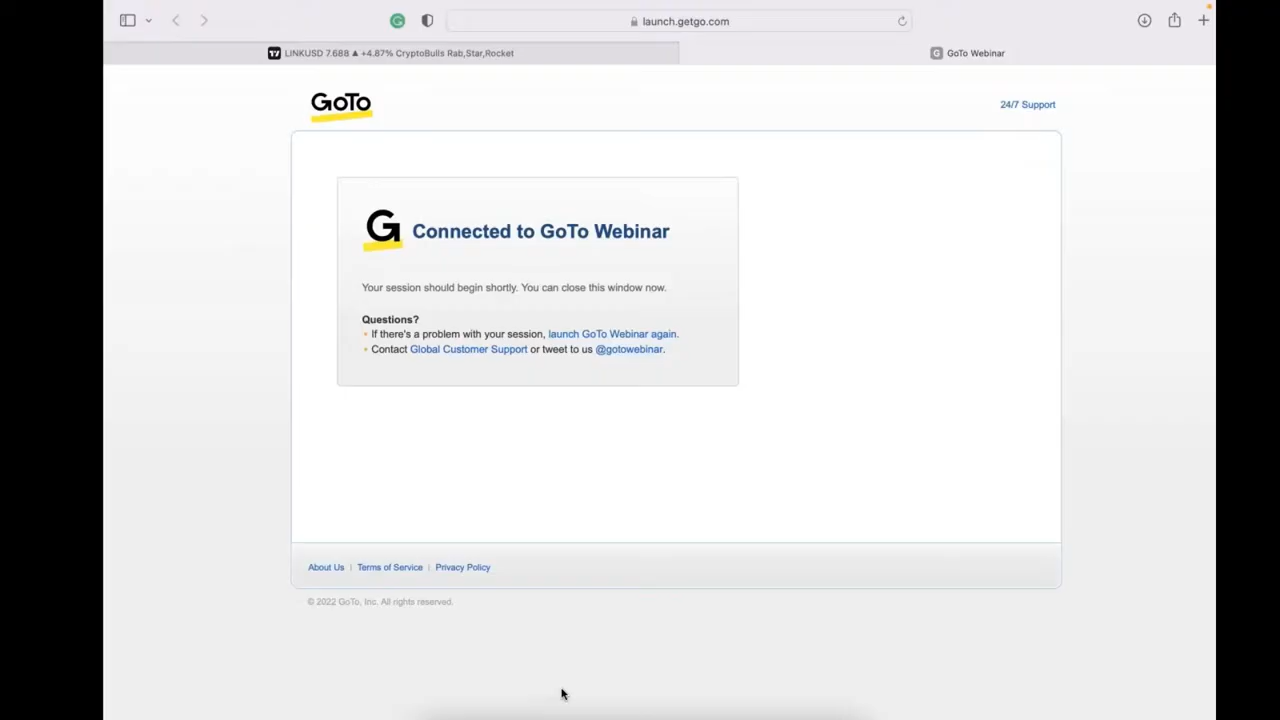 launch.getgo.com
LINKUSD 7.688 ▲ +4.87% CryptoBulls Rab,Star,Rocket
G GoTo Webinar
GoTo
24/7 Support
G Connected to GoTo Webinar
Your session should begin shortly. You can close this window now.
Questions?
• If there's a problem with your session, launch GoTo Webinar again.
• Contact Global Customer Support or tweet to us @gotowebinar.
About Us | Terms of Service | Privacy Policy
© 2022 GoTo, Inc. All rights reserved.